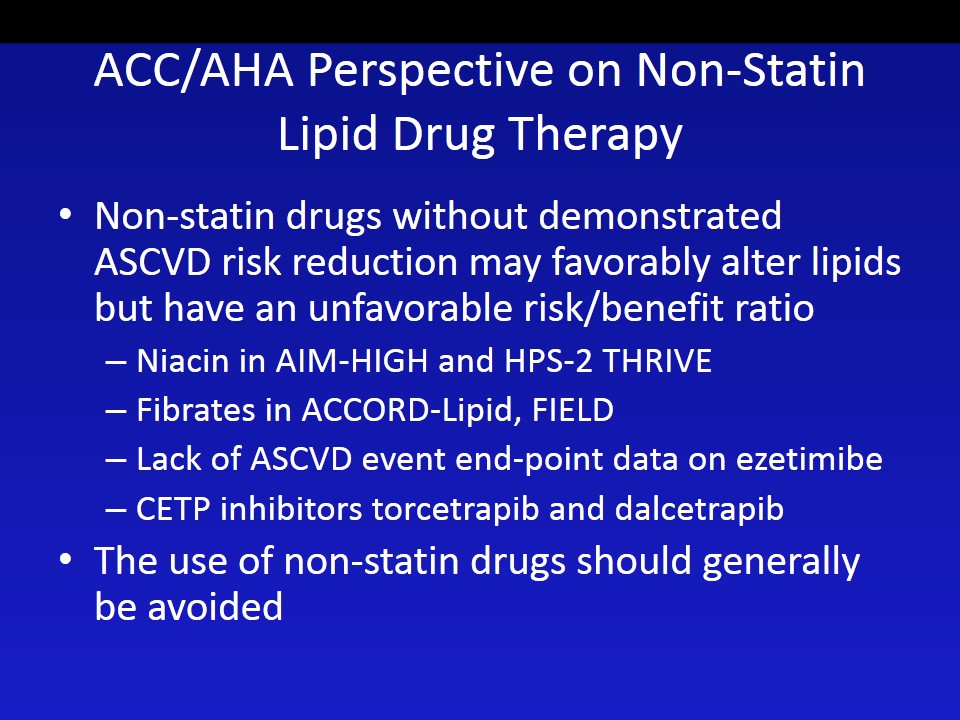 ACC/AHA Perspective on Non-Statin
Lipid Drug Therapy
• Non-statin drugs without demonstrated
ASCVD risk reduction may favorably alter lipids
but have an unfavorable risk/benefit ratio
– Niacin in AIM-HIGH and HPS-2 THRIVE
– Fibrates in ACCORD-Lipid, FIELD
– Lack of ASCVD event end-point data on ezetimibe
– CETP inhibitors torcetrapib and dalcetrapib
• The use of non-statin drugs should generally
be avoided